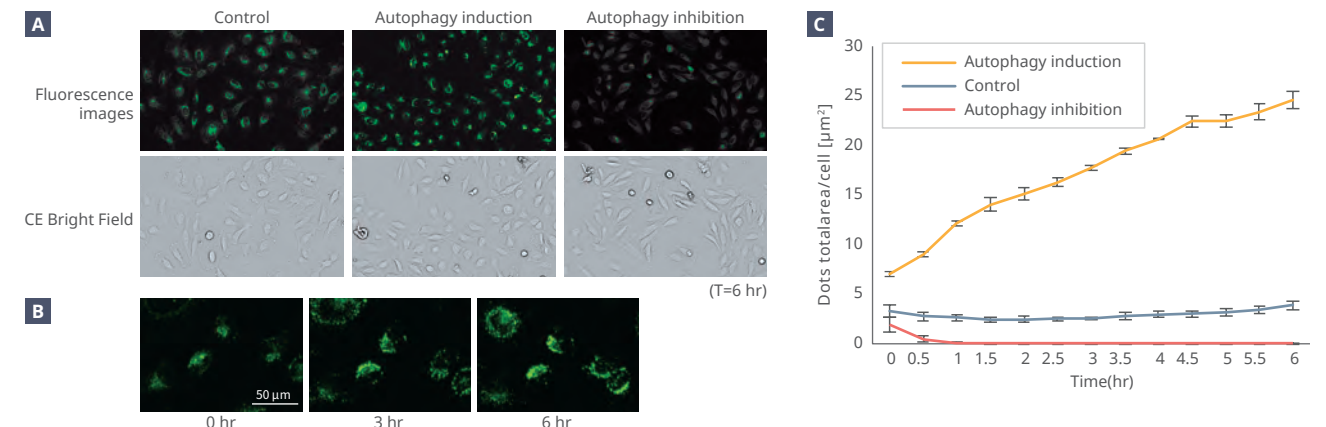 A
Control
Autophagy induction
Autophagy inhibition
Fluorescence
images
CE Bright Field
(T=6 hr)
B
50 µm
0 hr
3 hr
6 hr
C
30
25
20
15
10
5
0
Dots totalarea/cell [µm²]
Autophagy induction
Control
Autophagy inhibition
0 0.5 1 1.5 2 2.5 3 3.5 4 4.5 5 5.5 6
Time(hr)